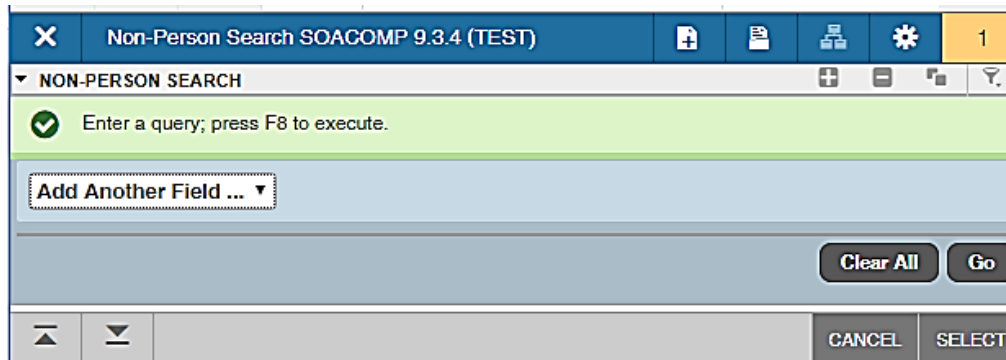 Non-Person Search SOACOMP 9.3.4 (TEST)
1
NON-PERSON SEARCH
Enter a query; press F8 to execute.
Add Another Field ...
Clear All
Go
CANCEL
SELECT